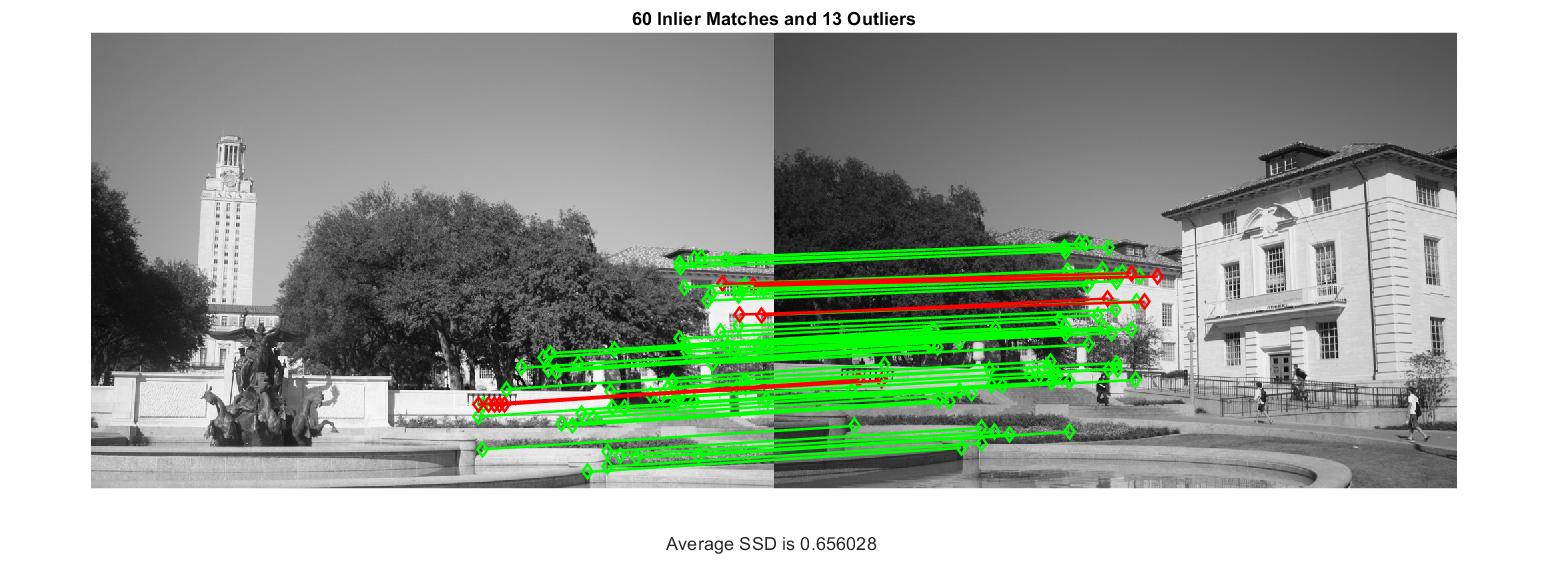 60 Inlier Matches and 13 Outliers
Average SSD is 0.656028